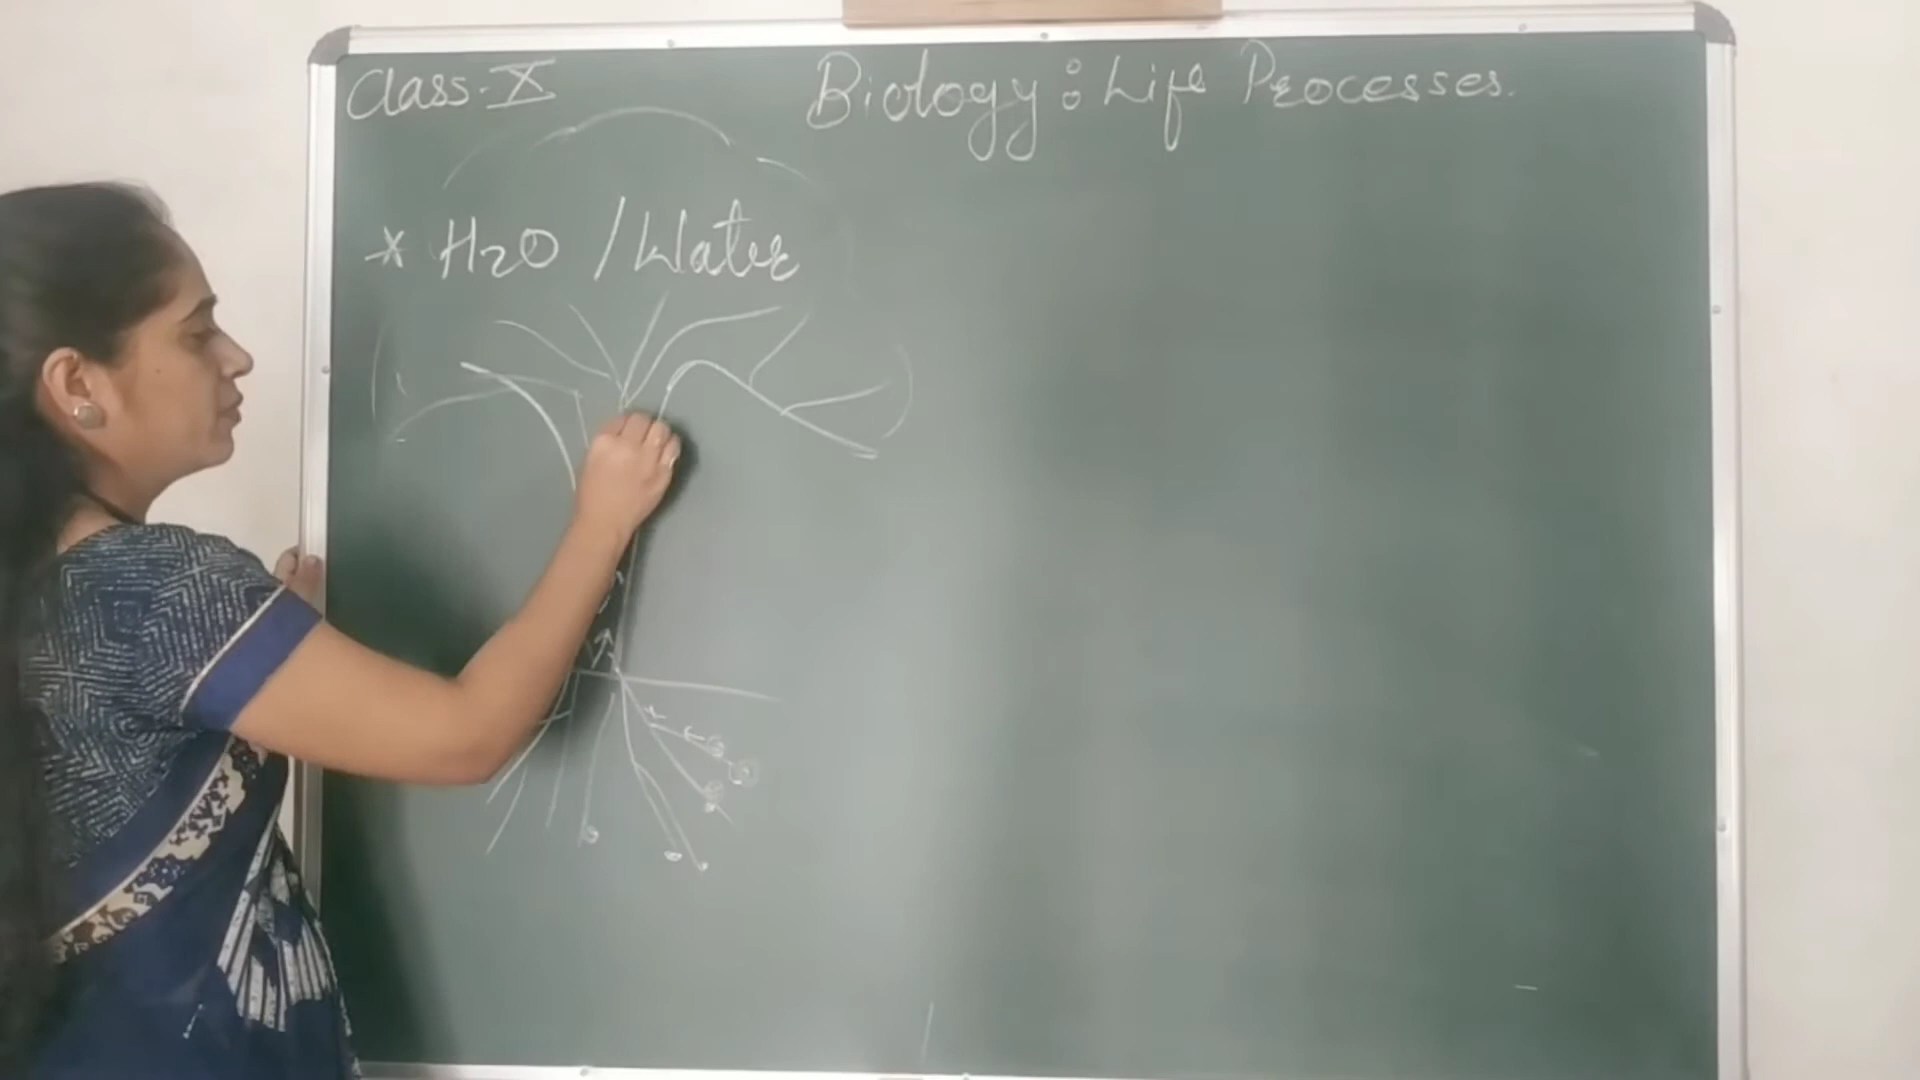 Class-X
Biology: Life Processes.
* H2O / Water